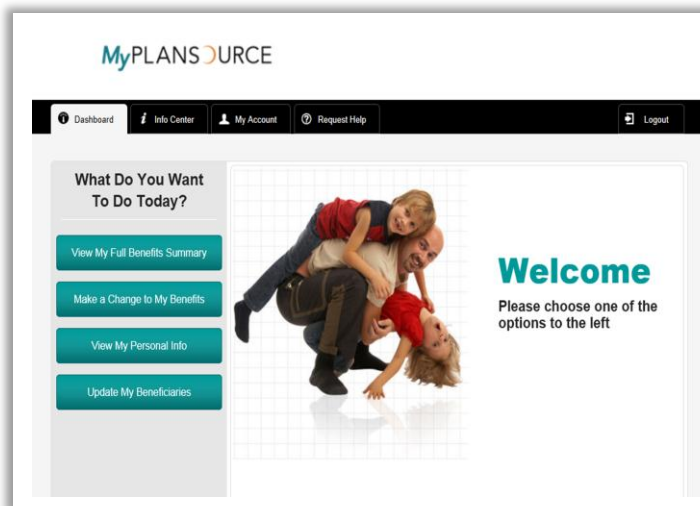 MyPLANSOURCE
Dashboard
Info Center
My Account
Request Help
Logout
What Do You Want
To Do Today?
View My Full Benefits Summary
Make a Change to My Benefits
View My Personal Info
Update My Beneficiaries
Welcome
Please choose one of the
options to the left